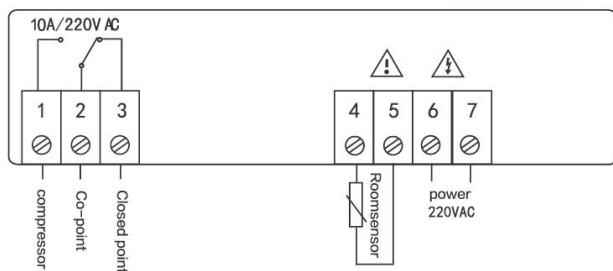 10A/220V AC
1 2 3 4 5 6 7
compressor
Co-point
Closed point
Roomsensor
power
220VAC